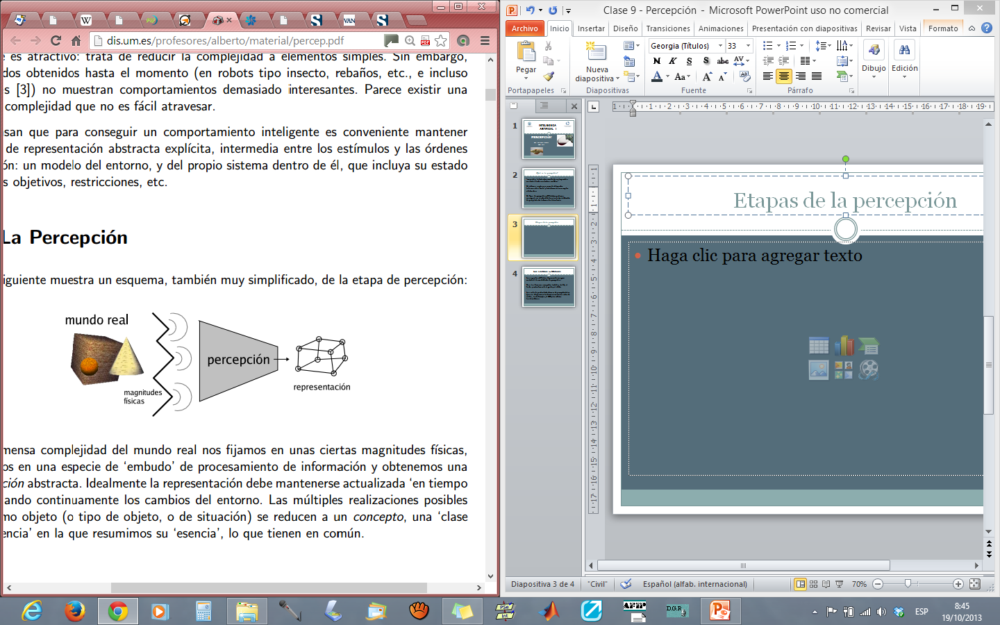 dis.um.es/profesores/alberto/material/percep.pdf
e es atractivo: trata de reducir la complejidad a elementos simples. Sin embargo,
dos obtenidos hasta el momento (en robots tipo insecto, rebaños, etc., e incluso
s [3]) no muestran comportamientos demasiado interesantes. Parece existir una
complejidad que no es fácil atravesar.
san que para conseguir un comportamiento inteligente es conveniente mantener
de representación abstracta explícita, intermedia entre los estímulos y las órdenes
ón: un modelo del entorno, y del propio sistema dentro de él, que incluya su estado
s objetivos, restricciones, etc.
La Percepción
iguiente muestra un esquema, también muy simplificado, de la etapa de percepción:
mundo real
percepción
magnitudes
físicas
representación
mensa complejidad del mundo real nos fijamos en unas ciertas magnitudes físicas,
os en una especie de ‘embudo’ de procesamiento de información y obtenemos una
ción abstracta. Idealmente la representación debe mantenerse actualizada ‘en tiempo
ando continuamente los cambios del entorno. Las múltiples realizaciones posibles
mo objeto (o tipo de objeto, o de situación) se reducen a un concepto, una ‘clase
encia’ en la que resumimos su ‘esencia’, lo que tienen en común.
Clase 9 - Percepción - Microsoft PowerPoint uso no comercial
Archivo Inicio Insertar Diseño Transiciones Animaciones Presentación con diapositivas Revisar Vista Formato
Georgia (Títulos) 33
Pegar
Nueva
diapositiva
N K S S abc AV
Aa A A
Dibujo
Edición
Portapapeles Diapositivas Fuente Párrafo
1
INTELIGENCIA
ARTIFICIAL I
PERCEPCIÓN
2
3
4
Etapas de la percepción
Haga clic para agregar texto
Diapositiva 3 de 4 "Civil" Español (alfab. internacional) 70%
ESP
8:45
19/10/2013